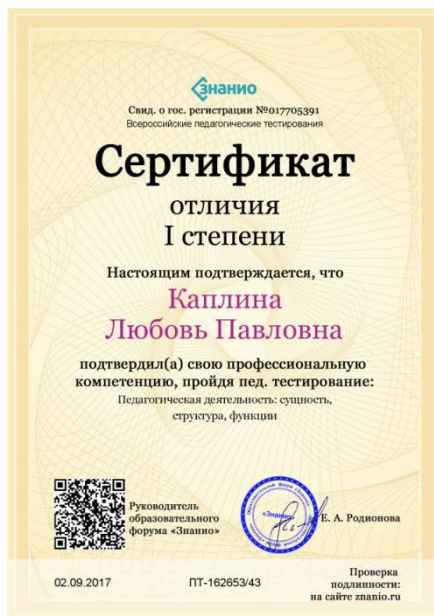 Знанио
Свид. о гос. регистрации №017705391
Всероссийские педагогические тестирования
Сертификат
отличия
I степени
Настоящим подтверждается, что
Каплина
Любовь Павловна
подтвердил(а) свою профессиональную
компетенцию, пройдя пед. тестирование:
Педагогическая деятельность: сущность,
структура, функции
Руководитель
образовательного
форума «Знанио»
«Знанио»
Е. А. Родионова
02.09.2017
ПТ-162653/43
Проверка
подлинности:
на сайте znanio.ru